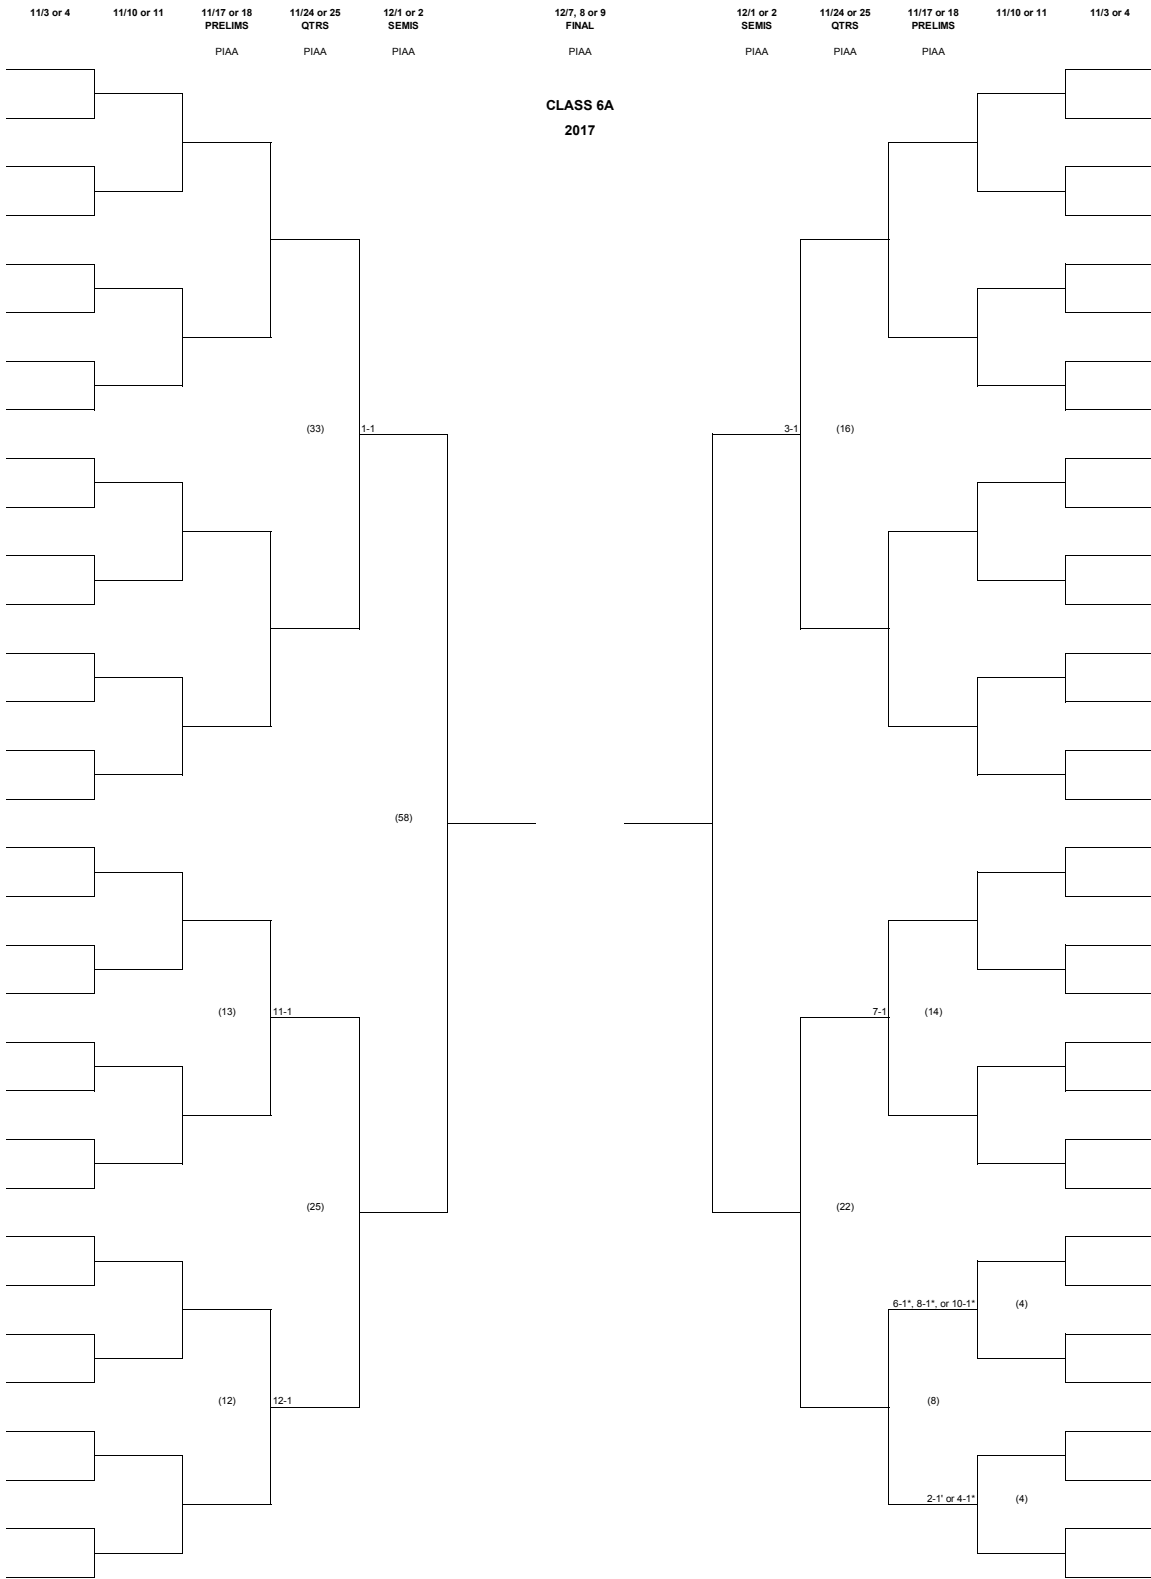 11/3 or 4 11/10 or 11 11/17 or 18 11/24 or 25 12/1 or 2 12/7, 8 or 9 12/1 or 2 11/24 or 25 11/17 or 18 11/10 or 11 11/3 or 4
PRELIMS QTRS SEMIS FINAL SEMIS QTRS PRELIMS
PIAA PIAA PIAA PIAA PIAA PIAA PIAA
CLASS 6A
2017
(33) 1-1 3-1 (16)
(58)
(13) 11-1 7-1 (14)
(25) (22)
6-1*, 8-1*, or 10-1* (4)
(12) 12-1 (8)
2-1' or 4-1* (4)